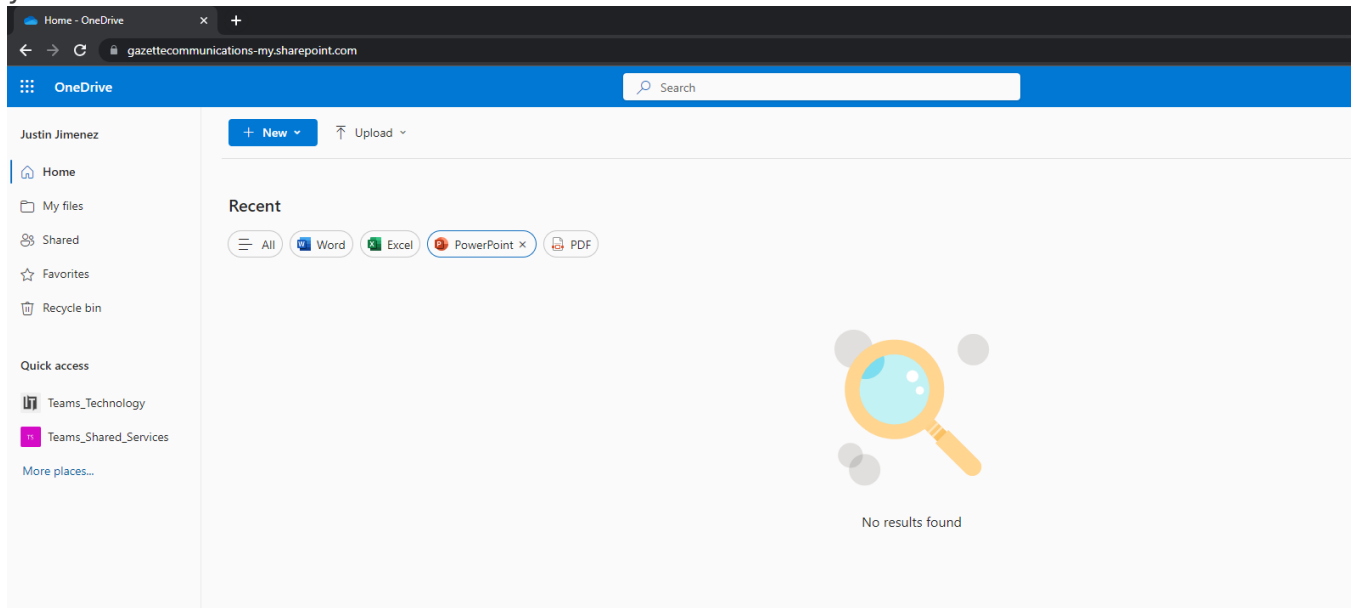 Home - OneDrive
gazettecommunications-my.sharepoint.com
OneDrive
Search
Justin Jimenez
New
Upload
Home
My files
Shared
Favorites
Recycle bin
Quick access
Teams_Technology
TS Teams_Shared_Services
More places...
Recent
All Word Excel PowerPoint PDF
No results found